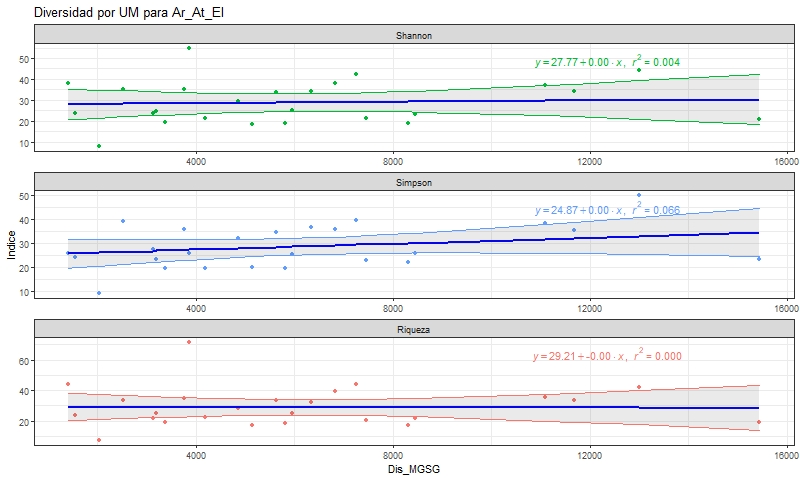 Diversidad por UM para Ar_At_El
Shannon
y = 27.77 + 0.00 · x,  r² = 0.004
50
40
30
20
10
4000 8000 12000 16000
Simpson
y = 24.87 + 0.00 · x,  r² = 0.066
50
40
30
20
10
Indice
4000 8000 12000 16000
Riqueza
y = 29.21 + -0.00 · x,  r² = 0.000
60
40
20
4000 8000 12000 16000
Dis_MGSG